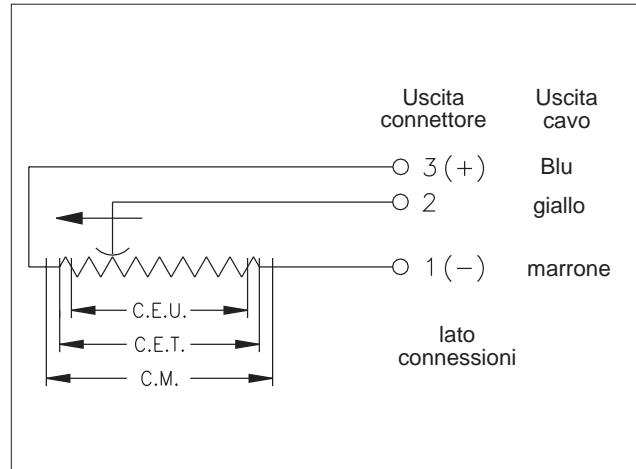 Uscita connettore
Uscita cavo
3 (+) Blu
2 giallo
1 (-) marrone
C.E.U.
C.E.T.
C.M.
lato connessioni